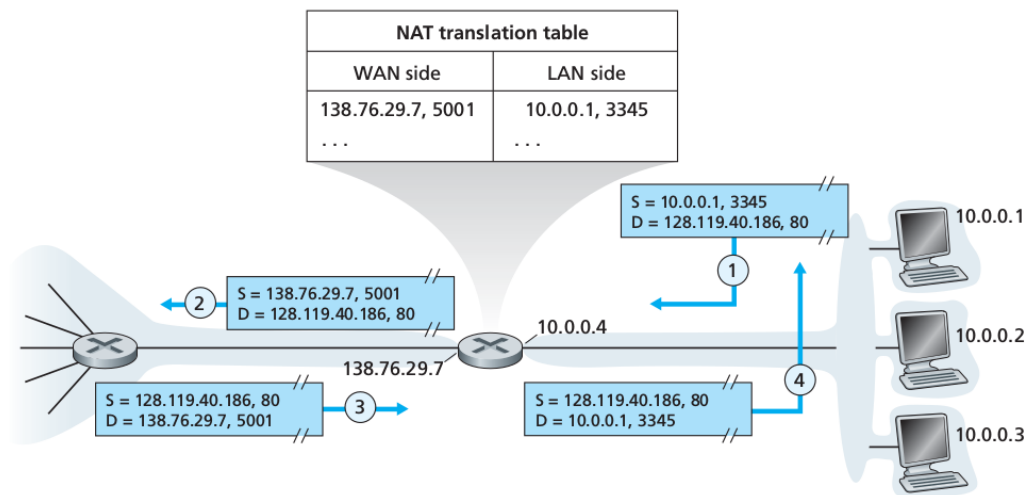 NAT translation table
WAN side
LAN side
138.76.29.7, 5001
10.0.0.1, 3345
. . .
. . .
S = 10.0.0.1, 3345
D = 128.119.40.186, 80
10.0.0.1
1
2
S = 138.76.29.7, 5001
D = 128.119.40.186, 80
10.0.0.4
10.0.0.2
138.76.29.7
S = 128.119.40.186, 80
D = 138.76.29.7, 5001
3
S = 128.119.40.186, 80
D = 10.0.0.1, 3345
4
10.0.0.3